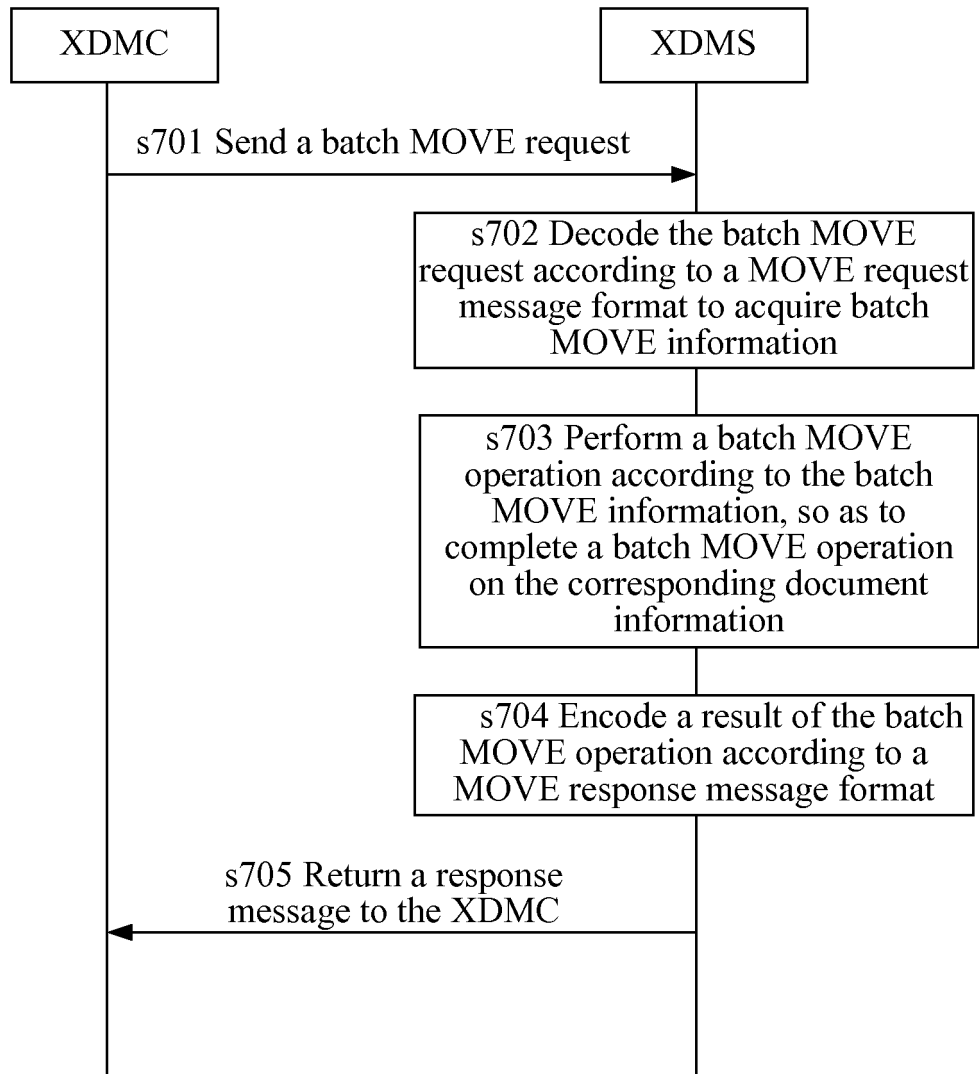 XDMC
XDMS
s701 Send a batch MOVE request
s702 Decode the batch MOVE
request according to a MOVE request
message format to acquire batch
MOVE information
s703 Perform a batch MOVE
operation according to the batch
MOVE information, so as to
complete a batch MOVE operation
on the corresponding document
information
s704 Encode a result of the batch
MOVE operation according to a
MOVE response message format
s705 Return a response
message to the XDMC